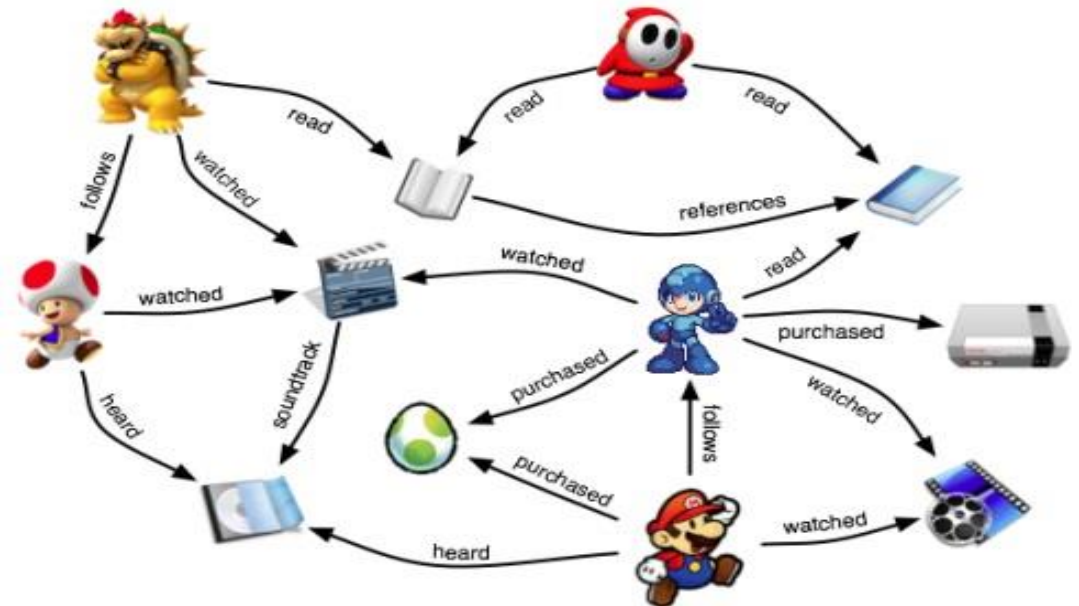 read
read
read
follows
watched
references
watched
read
watched
purchased
soundtrack
purchased
watched
heard
follows
purchased
watched
heard